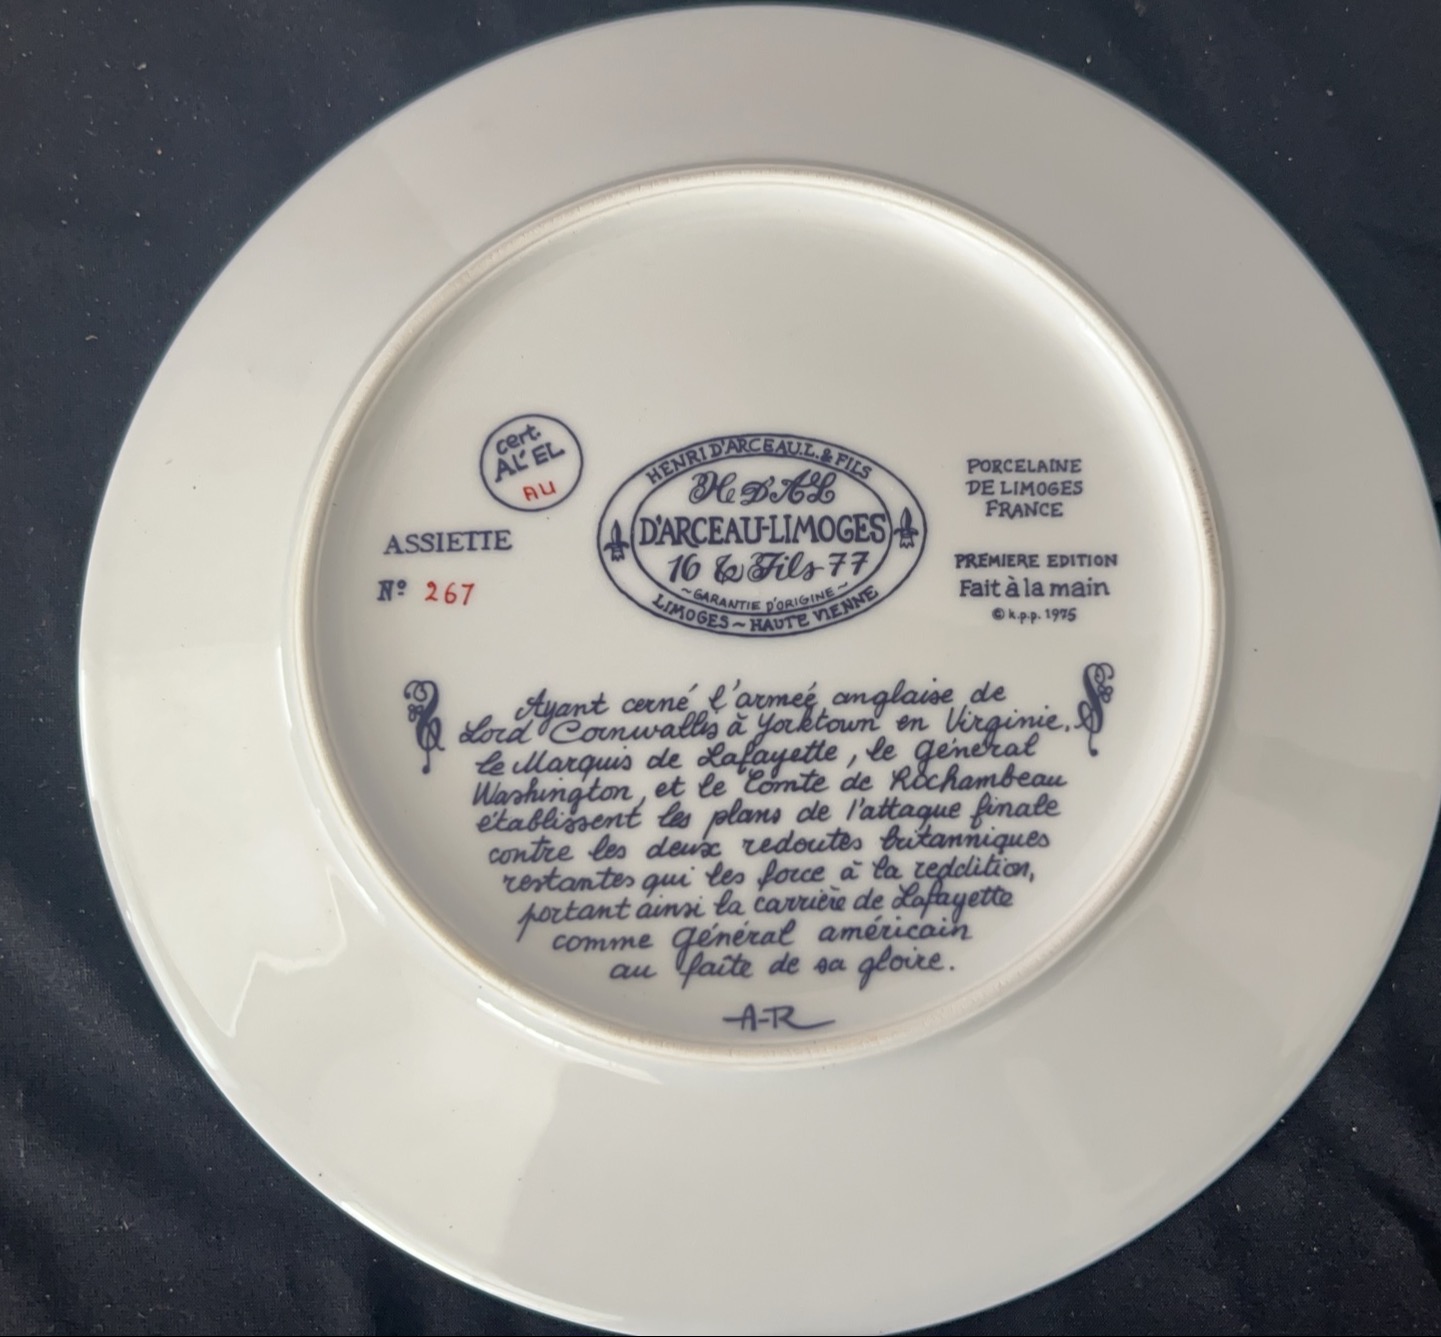 cert.
AL'EL
AU
ASSIETTE
Nº 267
HENRI D'ARCEAU.L. & FILS
H. D'A.L
D'ARCEAU-LIMOGES
16 & Fils 77
~GARANTIE D'ORIGINE~
LIMOGES ~ HAUTE VIENNE
PORCELAINE
DE LIMOGES
FRANCE
PREMIERE EDITION
Fait à la main
© k.p.p. 1975
Ayant cerné l'armeé anglaise de
Lord Cornwallis à Yorktown en Virginie,
le Marquis de Lafayette, le Général
Washington, et le Comte de Rochambeau
établissent les plans de l'attaque finale
contre les deux redoutes britanniques
restantes qui les force à la reddition,
portant ainsi la carrière de Lafayette
comme Général américain
au faîte de sa gloire.
A-R